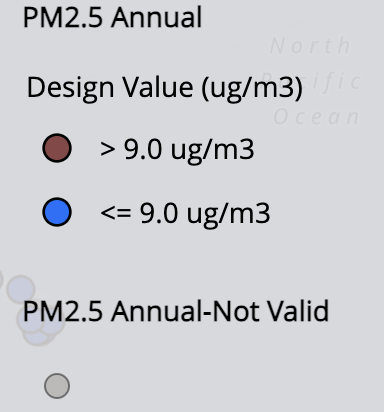 PM2.5 Annual
North
Pacific
Design Value (ug/m3)
Ocean
> 9.0 ug/m3
<= 9.0 ug/m3
PM2.5 Annual-Not Valid